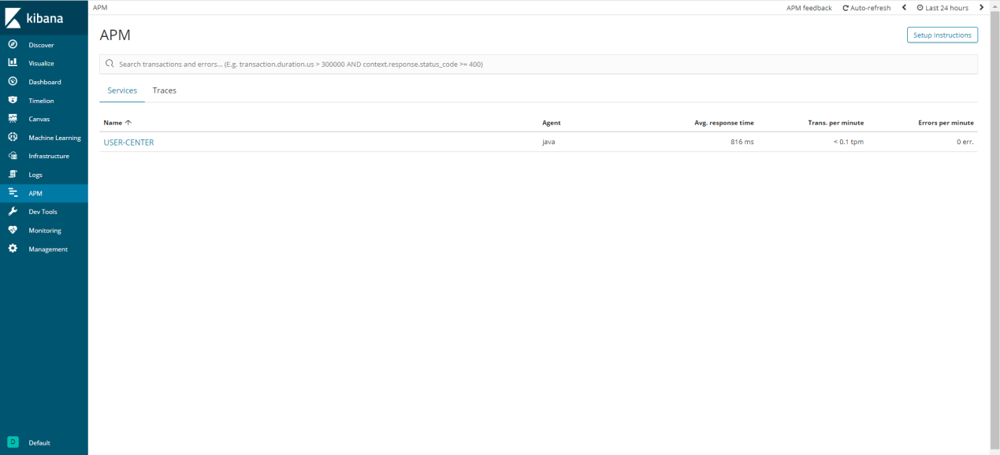 kibana
Discover
Visualize
Dashboard
Timelion
Canvas
Machine Learning
Infrastructure
Logs
APM
Dev Tools
Monitoring
Management
D Default
APM
APM feedback Auto-refresh Last 24 hours
APM
Setup Instructions
Search transactions and errors... (E.g. transaction.duration.us > 300000 AND context.response.status_code >= 400)
Services Traces
Name Agent Avg. response time Trans. per minute Errors per minute
USER-CENTER java 816 ms < 0.1 tpm 0 err.